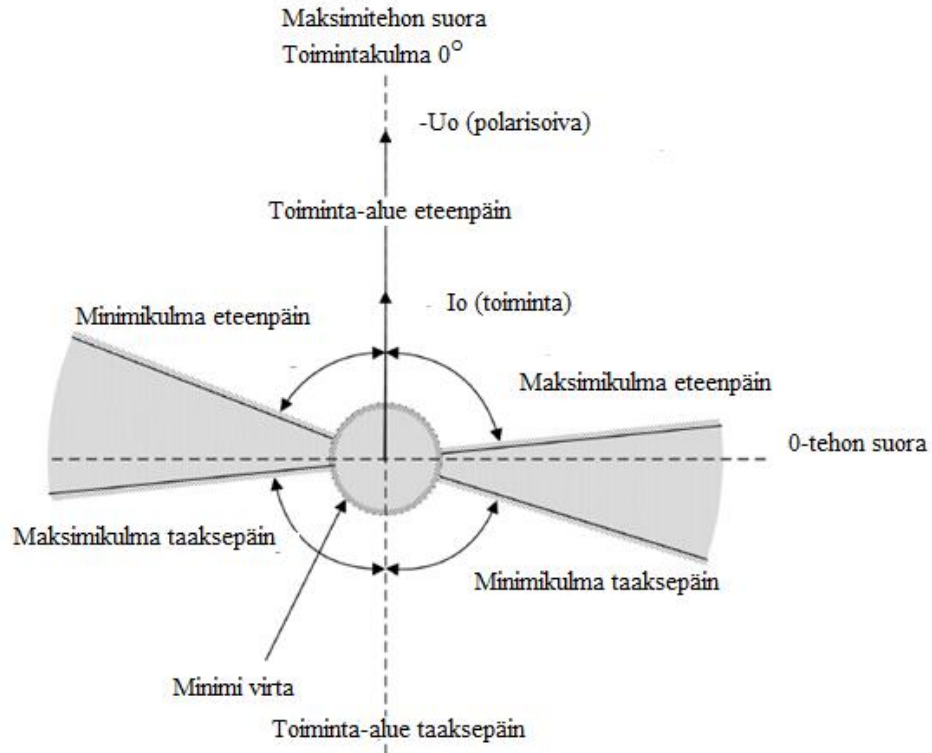 Maksimitehon suora
Toimintakulma 0°
-Uo (polarisoiva)
Toiminta-alue eteenpäin
Io (toiminta)
Minimikulma eteenpäin
Maksimikulma eteenpäin
0-tehon suora
Maksimikulma taaksepäin
Minimikulma taaksepäin
Minimi virta
Toiminta-alue taaksepäin